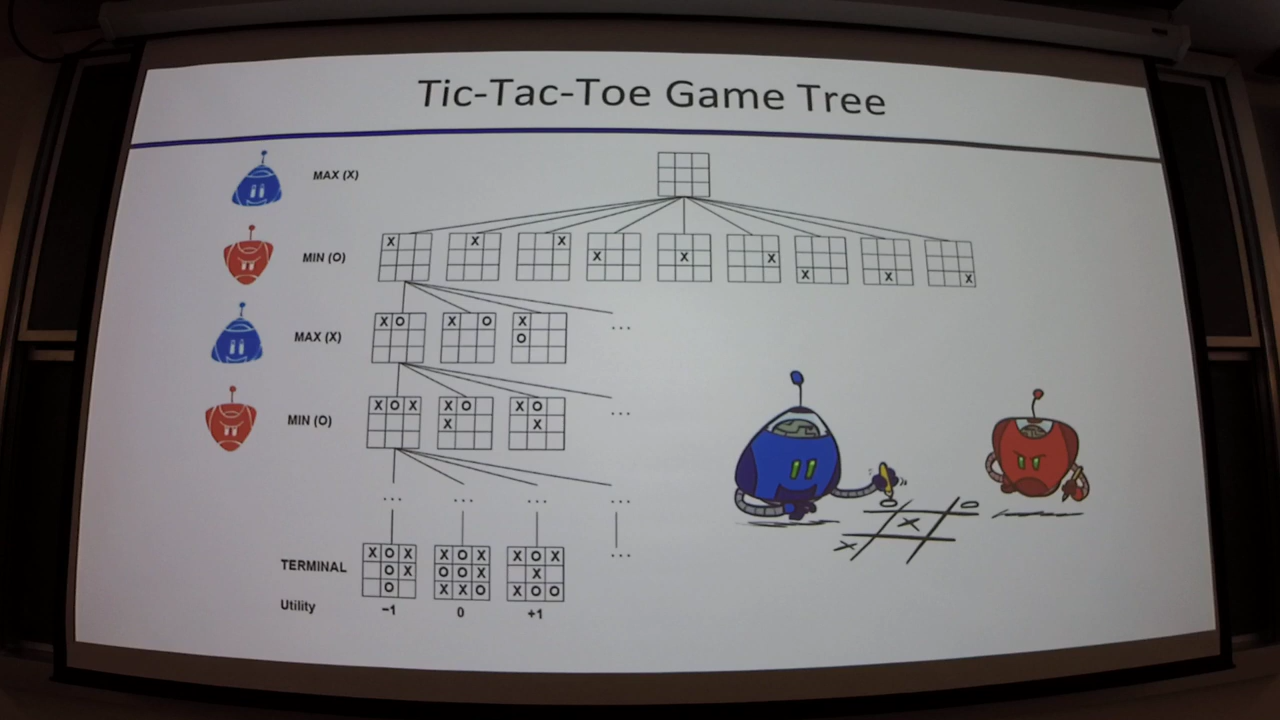 Tic-Tac-Toe Game Tree
MAX (X)
MIN (O)
X X X X X X X X X
MAX (X)
X O X O X
O
...
MIN (O)
X O X X O X O
X X
...
... ... ... ...
TERMINAL
X O X X O X X O X
O X O O X X
O X X O X O O
...
Utility
−1 0 +1
O O
X
X